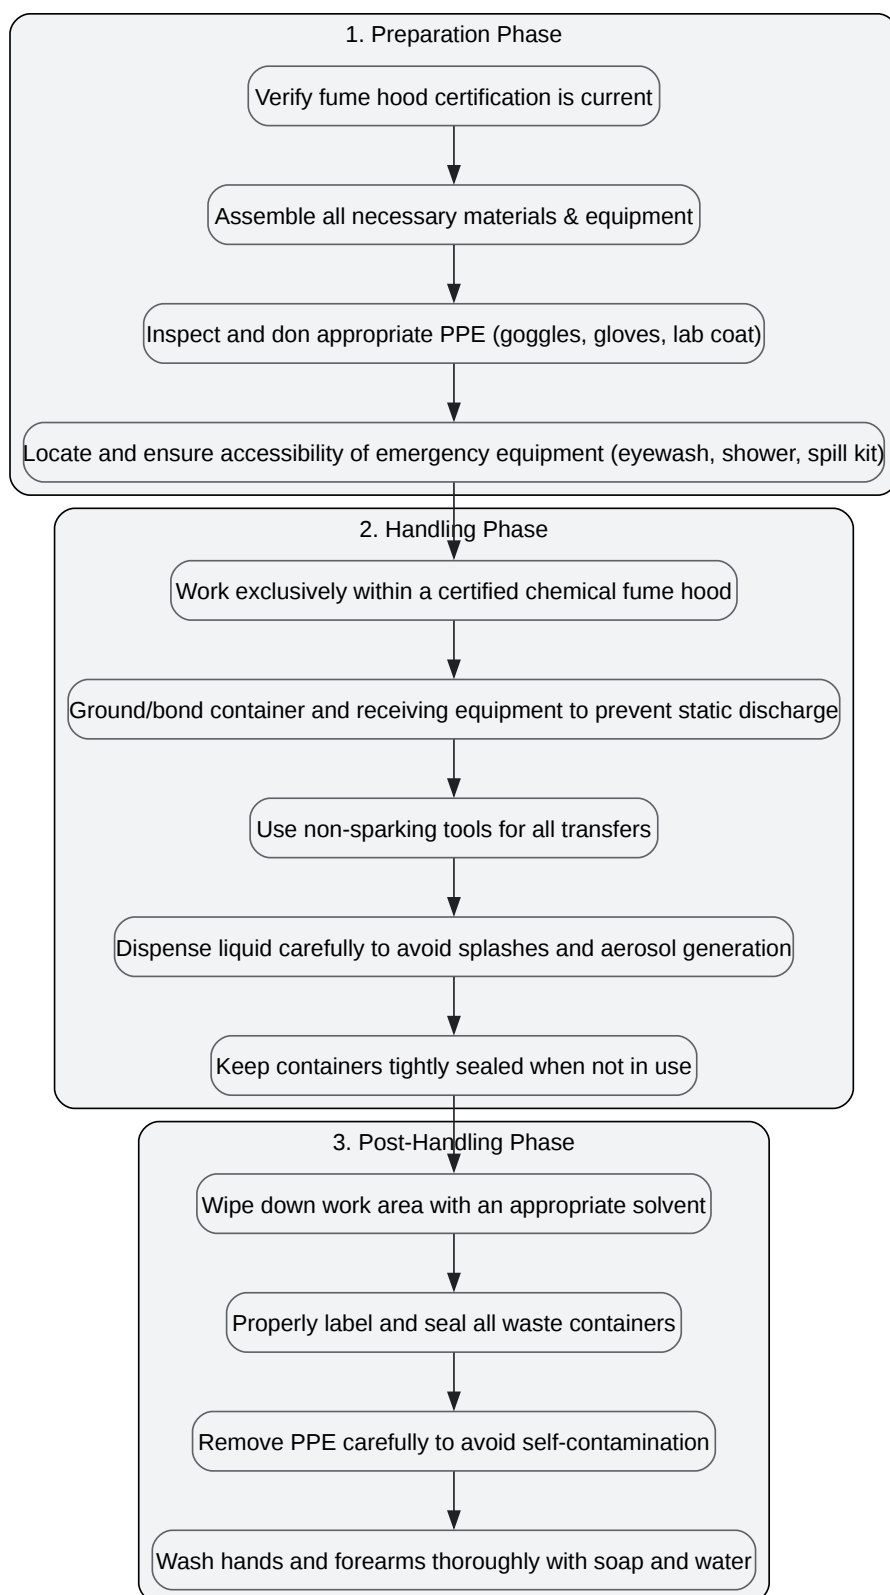 1. Preparation Phase
Verify fume hood certification is current
Assemble all necessary materials & equipment
Inspect and don appropriate PPE (goggles, gloves, lab coat)
Locate and ensure accessibility of emergency equipment (eyewash, shower, spill kit)
2. Handling Phase
Work exclusively within a certified chemical fume hood
Ground/bond container and receiving equipment to prevent static discharge
Use non-sparking tools for all transfers
Dispense liquid carefully to avoid splashes and aerosol generation
Keep containers tightly sealed when not in use
3. Post-Handling Phase
Wipe down work area with an appropriate solvent
Properly label and seal all waste containers
Remove PPE carefully to avoid self-contamination
Wash hands and forearms thoroughly with soap and water